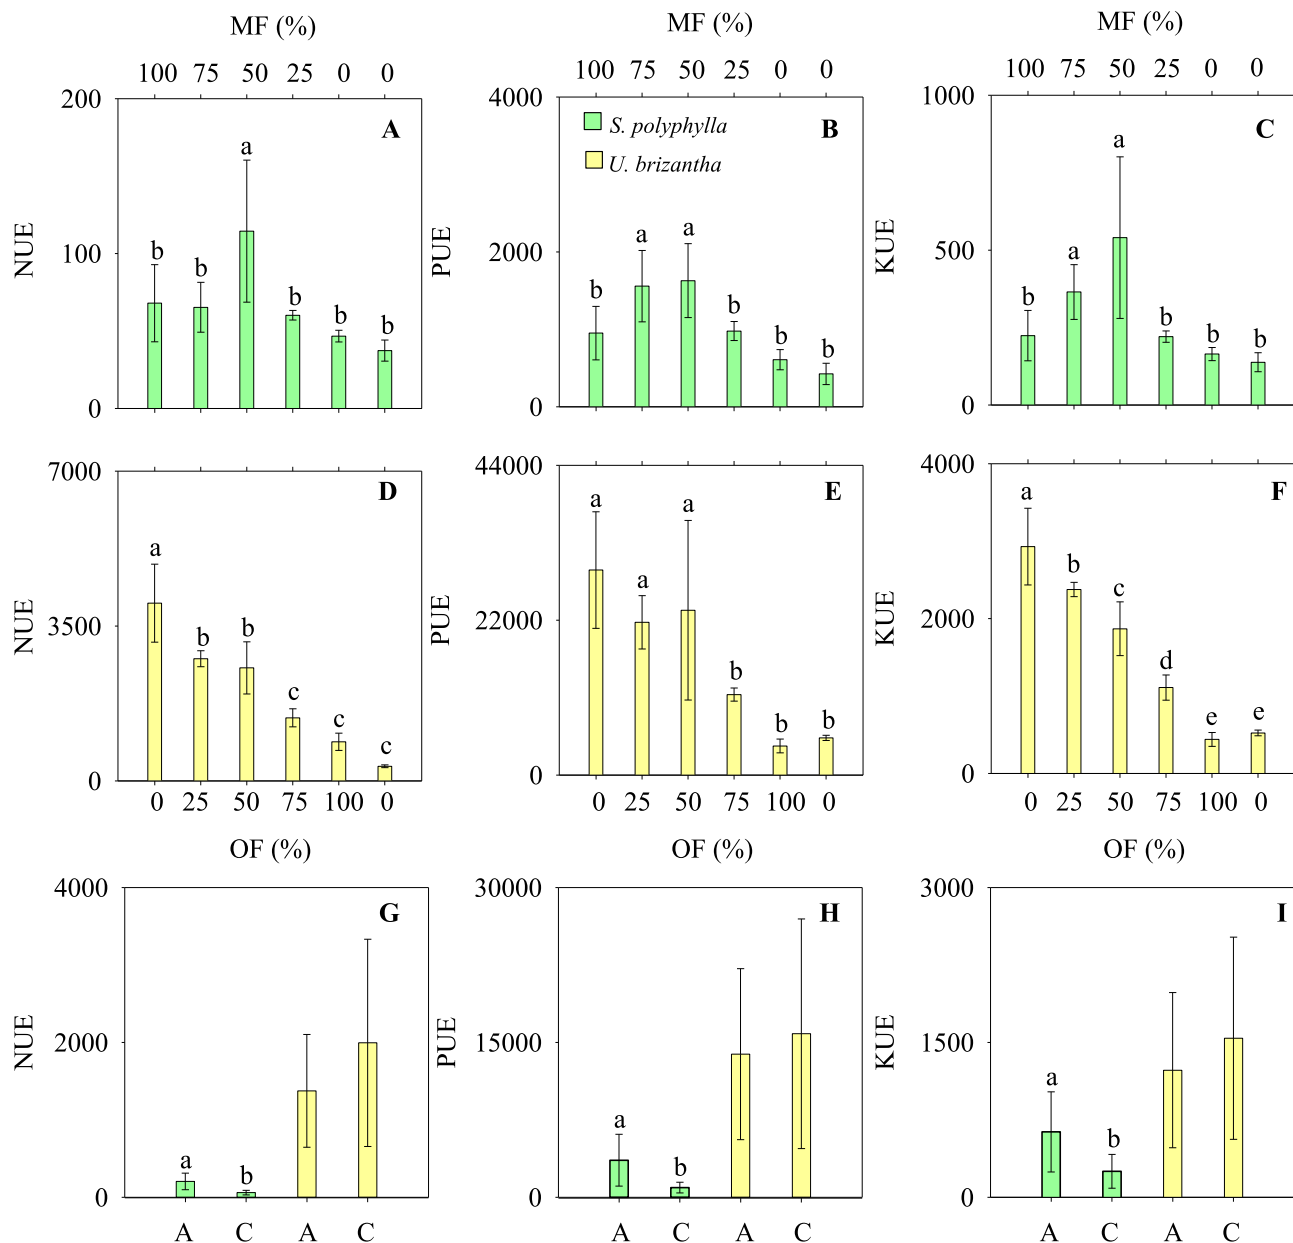 MF (%) MF (%) MF (%)
100 75 50 25 0 0 100 75 50 25 0 0 100 75 50 25 0 0
200 100 0 NUE A b b a b b b
4000 2000 0 PUE B S. polyphylla U. brizantha b a a b b b
1000 500 0 KUE C b a a b b b
7000 3500 0 NUE D a b b c c c
44000 22000 0 PUE E a a a b b b
4000 2000 0 KUE F a b c d e e
0 25 50 75 100 0 0 25 50 75 100 0 0 25 50 75 100 0
OF (%) OF (%) OF (%)
4000 2000 0 NUE G a b
30000 15000 0 PUE H a b
3000 1500 0 KUE I a b
A C A C A C A C A C A C